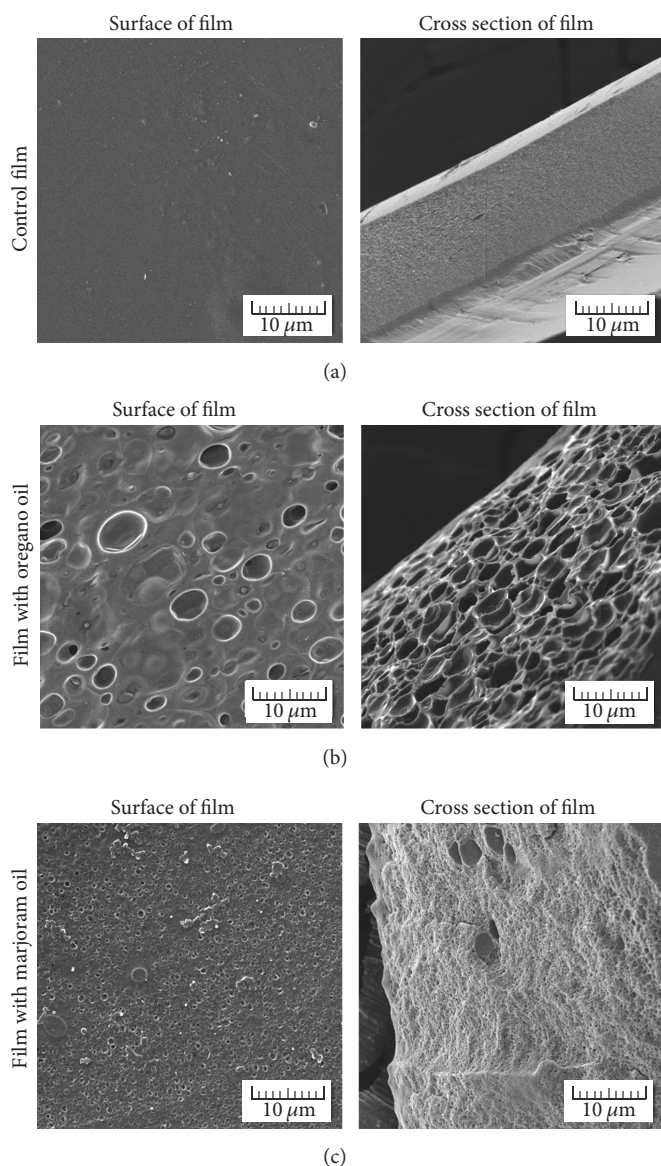 Surface of film
Cross section of film
Control film
10 μm
10 μm
(a)
Surface of film
Cross section of film
Film with oregano oil
10 μm
10 μm
(b)
Surface of film
Cross section of film
Film with marjoram oil
10 μm
10 μm
(c)